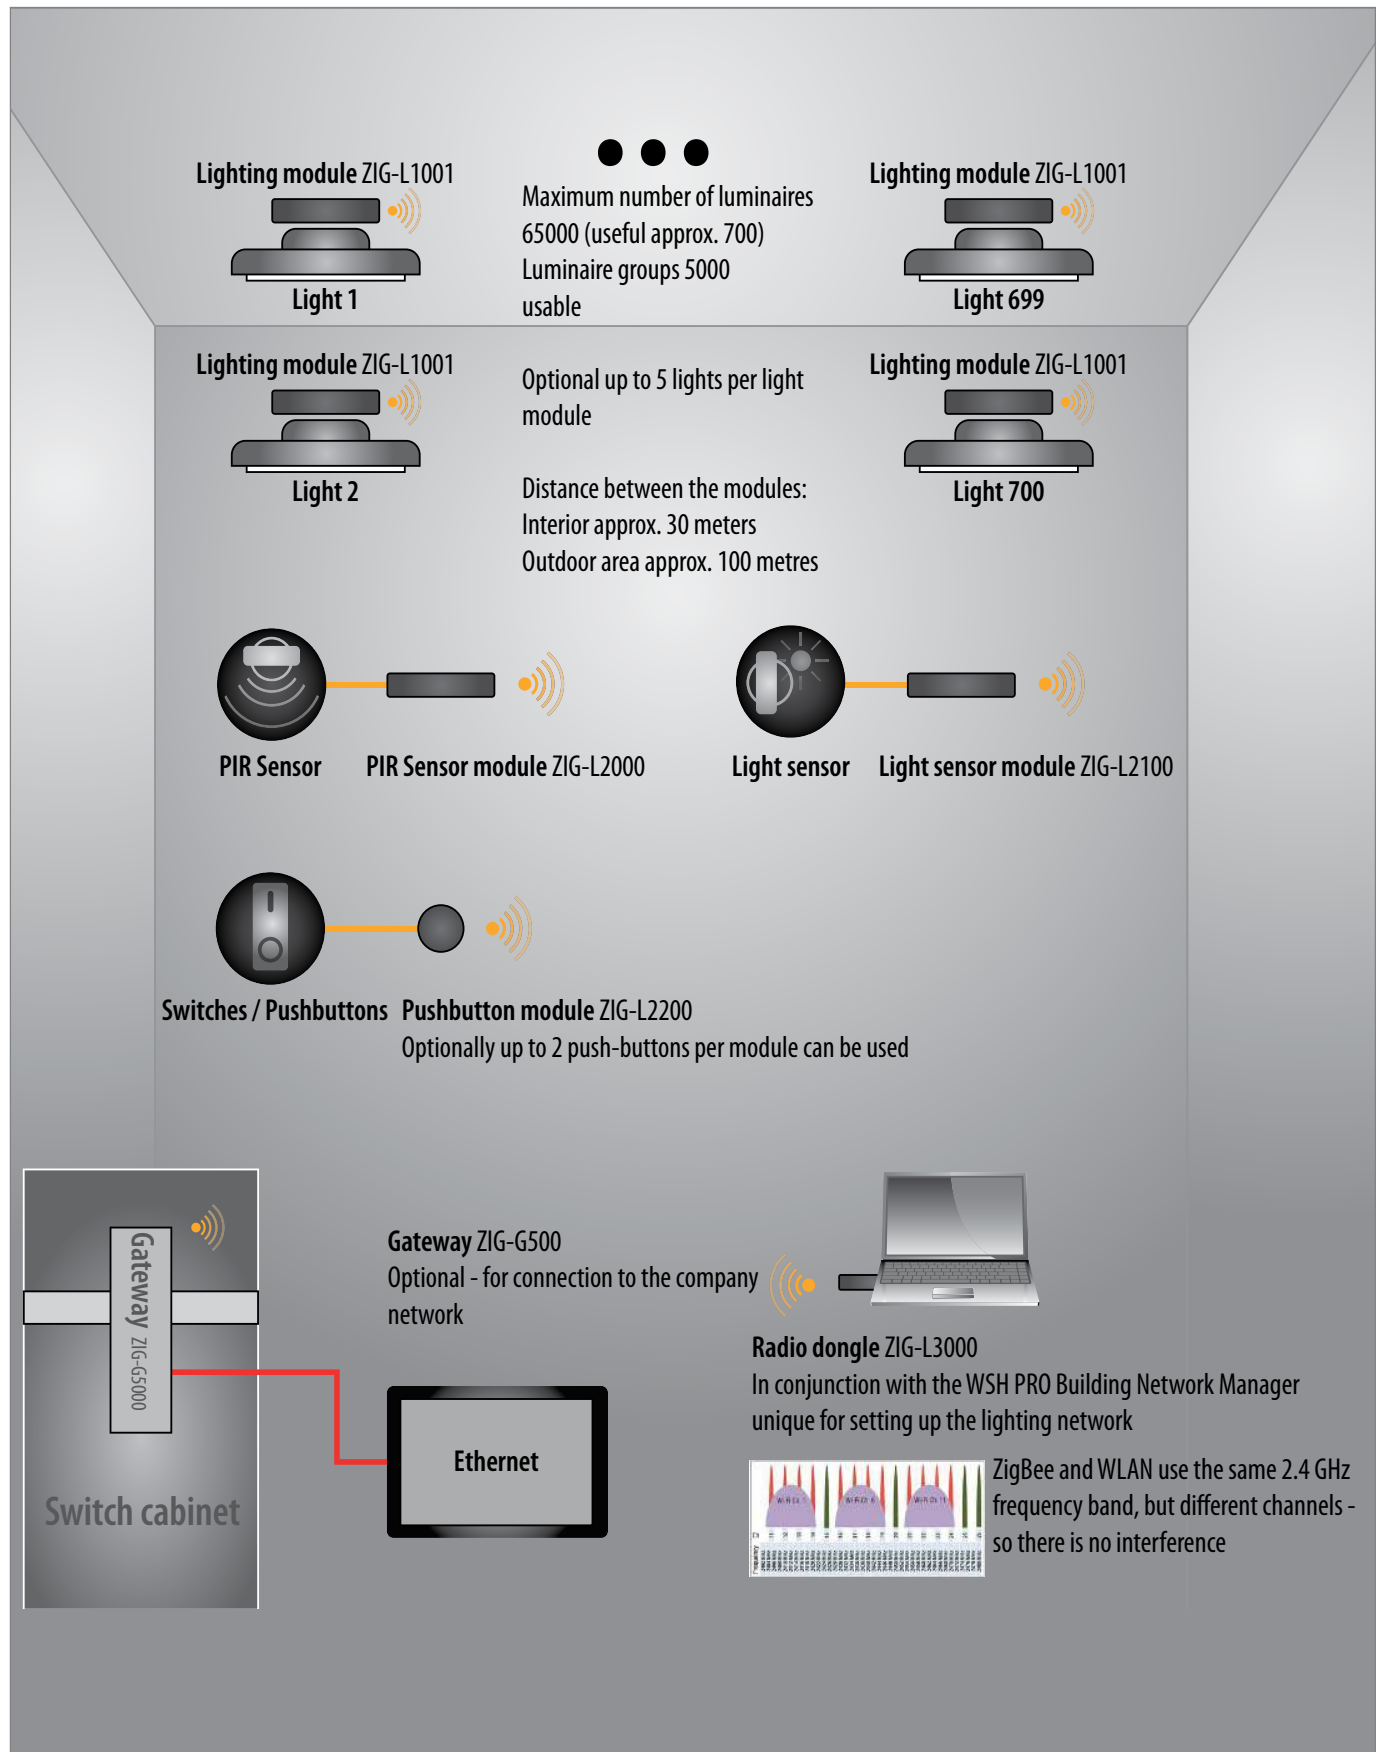 Lighting module ZIG-L1001
Light 1
Maximum number of luminaires
65000 (useful approx. 700)
Luminaire groups 5000
usable
Lighting module ZIG-L1001
Light 699
Lighting module ZIG-L1001
Light 2
Optional up to 5 lights per light
module
Distance between the modules:
Interior approx. 30 meters
Outdoor area approx. 100 metres
Lighting module ZIG-L1001
Light 700
PIR Sensor
PIR Sensor module ZIG-L2000
Light sensor
Light sensor module ZIG-L2100
Switches / Pushbuttons
Pushbutton module ZIG-L2200
Optionally up to 2 push-buttons per module can be used
Gateway ZIG-G5000
Switch cabinet
Gateway ZIG-G500
Optional - for connection to the company
network
Ethernet
Radio dongle ZIG-L3000
In conjunction with the WSH PRO Building Network Manager
unique for setting up the lighting network
ZigBee and WLAN use the same 2.4 GHz
frequency band, but different channels -
so there is no interference